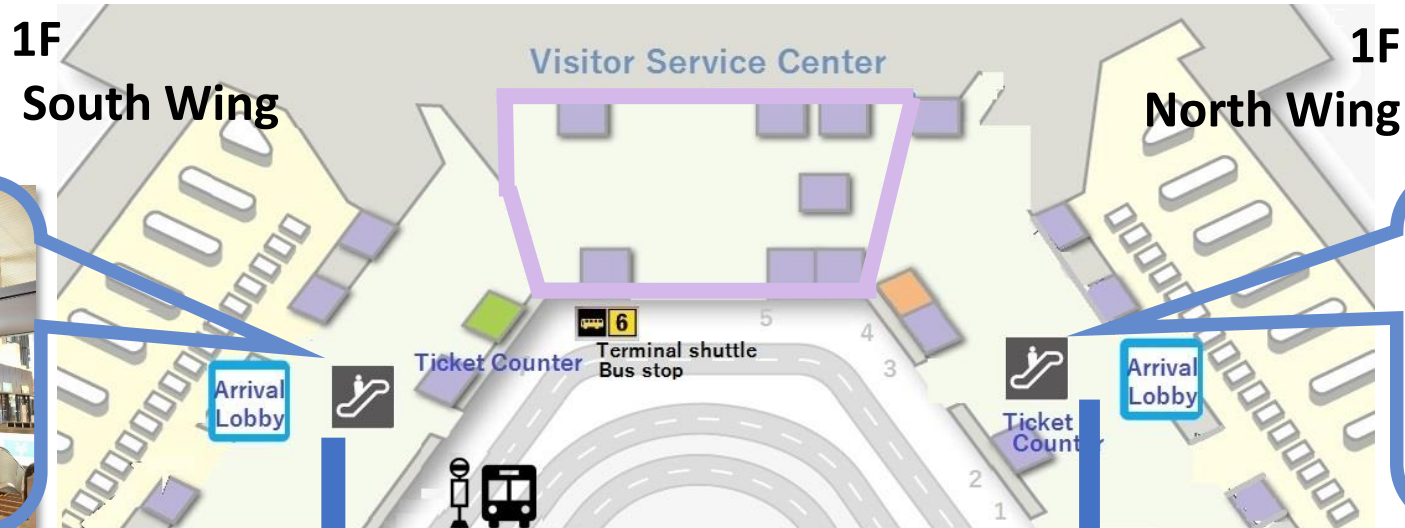 1F
South Wing
Visitor Service Center
1F
North Wing
6
Terminal shuttle
Bus stop
5
4
3
Ticket Counter
Arrival
Lobby
Arrival
Lobby
Ticket
Counter
2
1